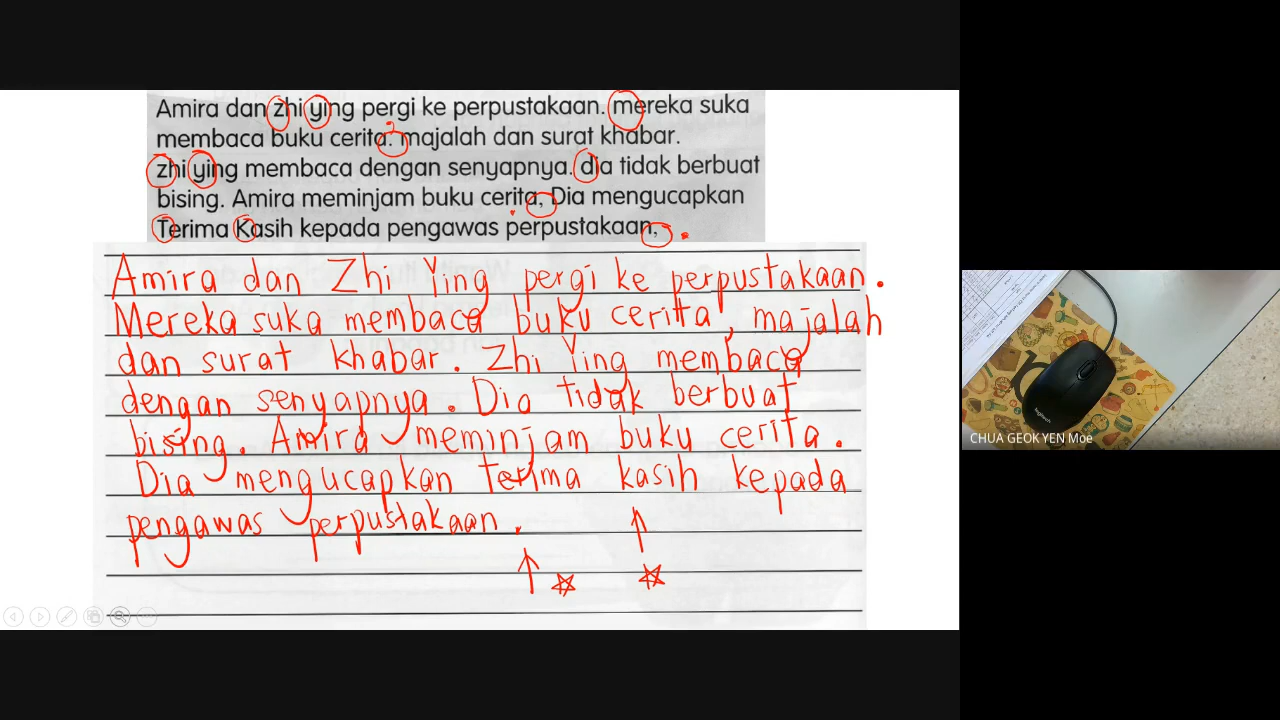 Amira dan zhi ying pergi ke perpustakaan. mereka suka
membaca buku cerita. majalah dan surat khabar.
zhi ying membaca dengan senyapnya. dia tidak berbuat
bising. Amira meminjam buku cerita, Dia mengucapkan
Terima Kasih kepada pengawas perpustakaan,
Amira dan Zhi Ying pergi ke perpustakaan.
Mereka suka membaca buku cerita, majalah
dan surat khabar. Zhi Ying membaca
dengan senyapnya. Dia tidak berbuat
bising. Amira meminjam buku cerita.
Dia mengucapkan terima kasih kepada
pengawas perpustakaan.
CHUA GEOK YEN Moe